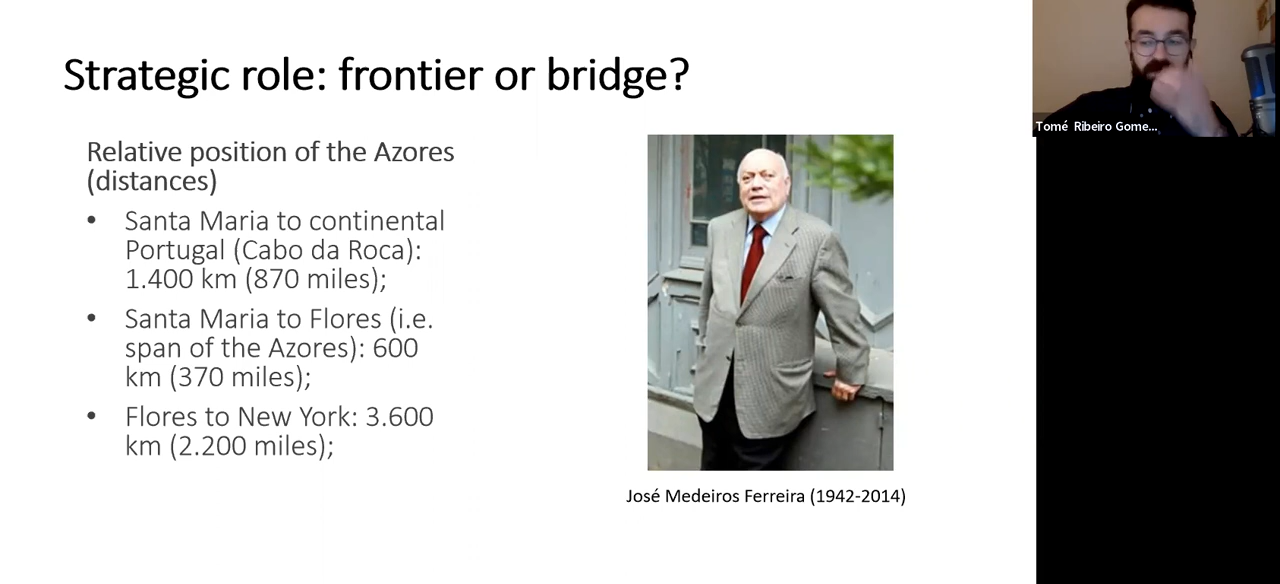 Strategic role: frontier or bridge?
Relative position of the Azores
(distances)
• Santa Maria to continental
Portugal (Cabo da Roca):
1.400 km (870 miles);
• Santa Maria to Flores (i.e.
span of the Azores): 600
km (370 miles);
• Flores to New York: 3.600
km (2.200 miles);
José Medeiros Ferreira (1942-2014)
Tomé Ribeiro Gome...